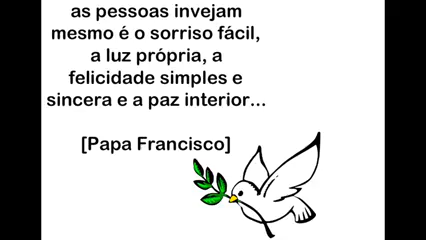 as pessoas invejam
mesmo é o sorriso fácil,
a luz própria, a
felicidade simples e
sincera e a paz interior...
[Papa Francisco]